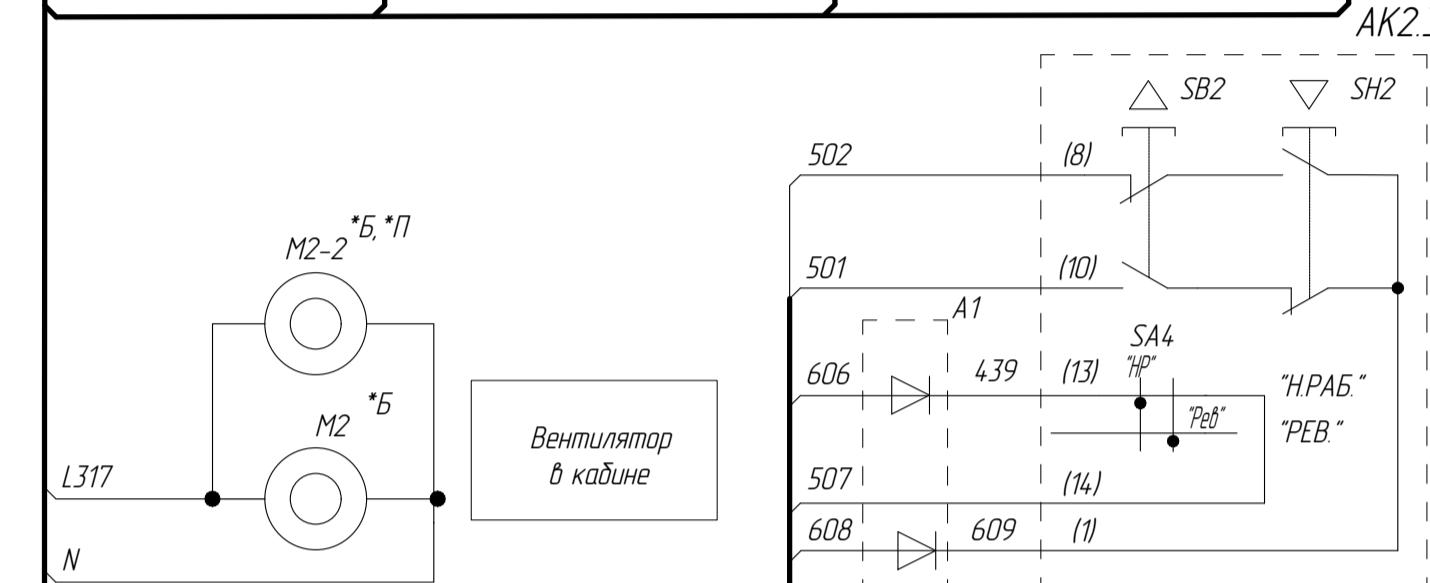 AK2.
SB2 SH2
502 (8)
*Б, *П
M2-2
501 (10)
A1
SA4
606 439 (13) "НР" "Н.РАБ."
*Б
M2
"Рев" "РЕВ."
Вентилятор
в кабине
L317
507 (14)
608 609 (1)
N